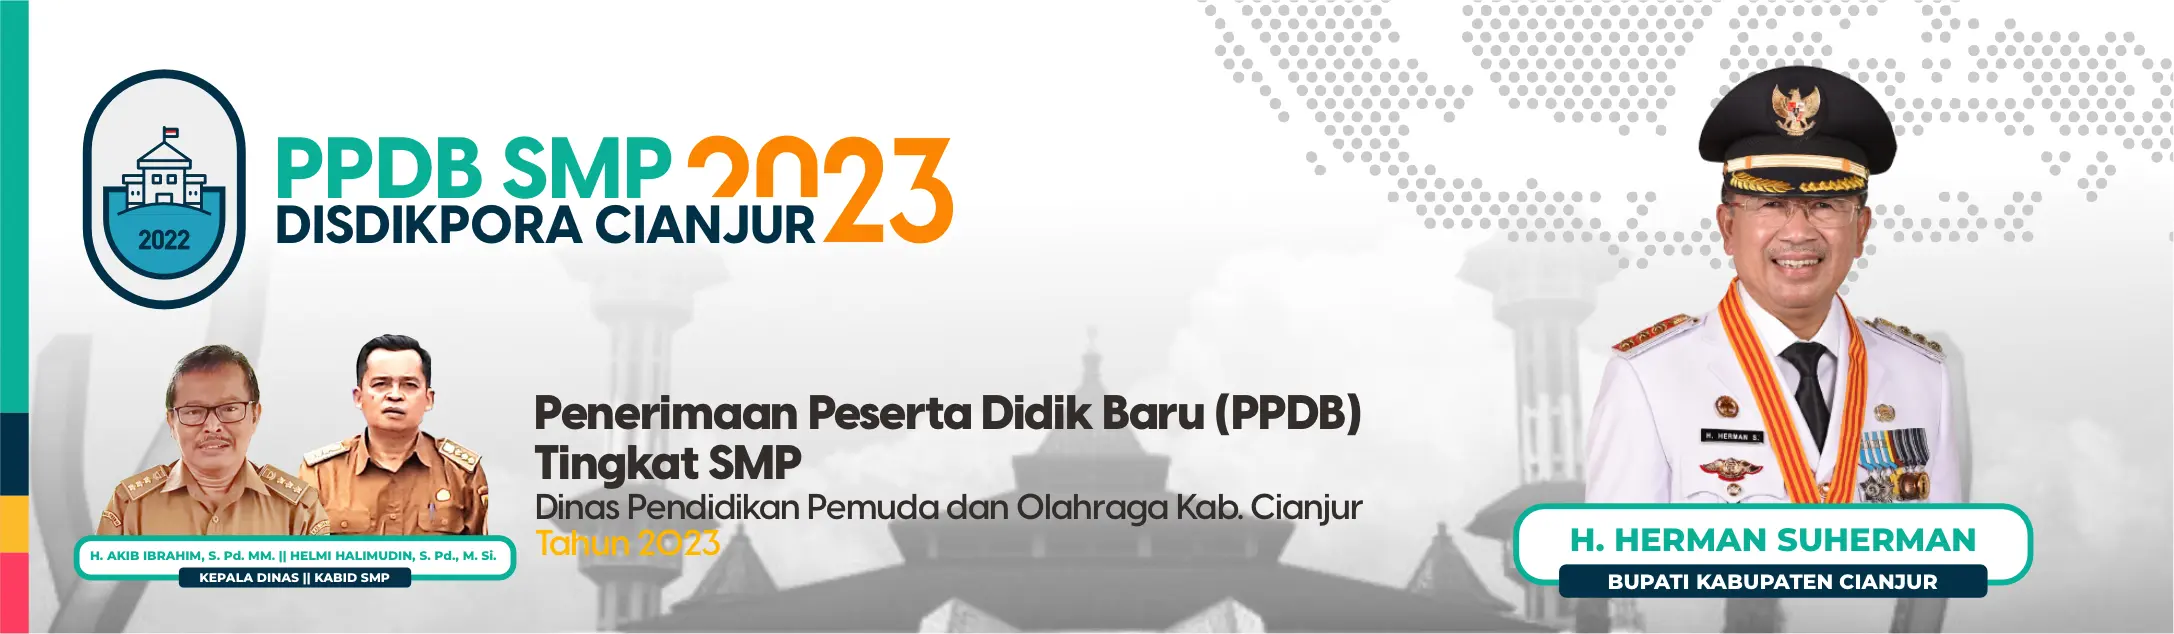 2022
PPDB SMP 2023
DISDIKPORA CIANJUR
H. AKIB IBRAHIM, S. Pd. MM. || HELMI HALIMUDIN, S. Pd., M. Si.
KEPALA DINAS || KABID SMP
Penerimaan Peserta Didik Baru (PPDB)
Tingkat SMP
Dinas Pendidikan Pemuda dan Olahraga Kab. Cianjur
Tahun 2023
H. HERMAN S.
H. HERMAN SUHERMAN
BUPATI KABUPATEN CIANJUR